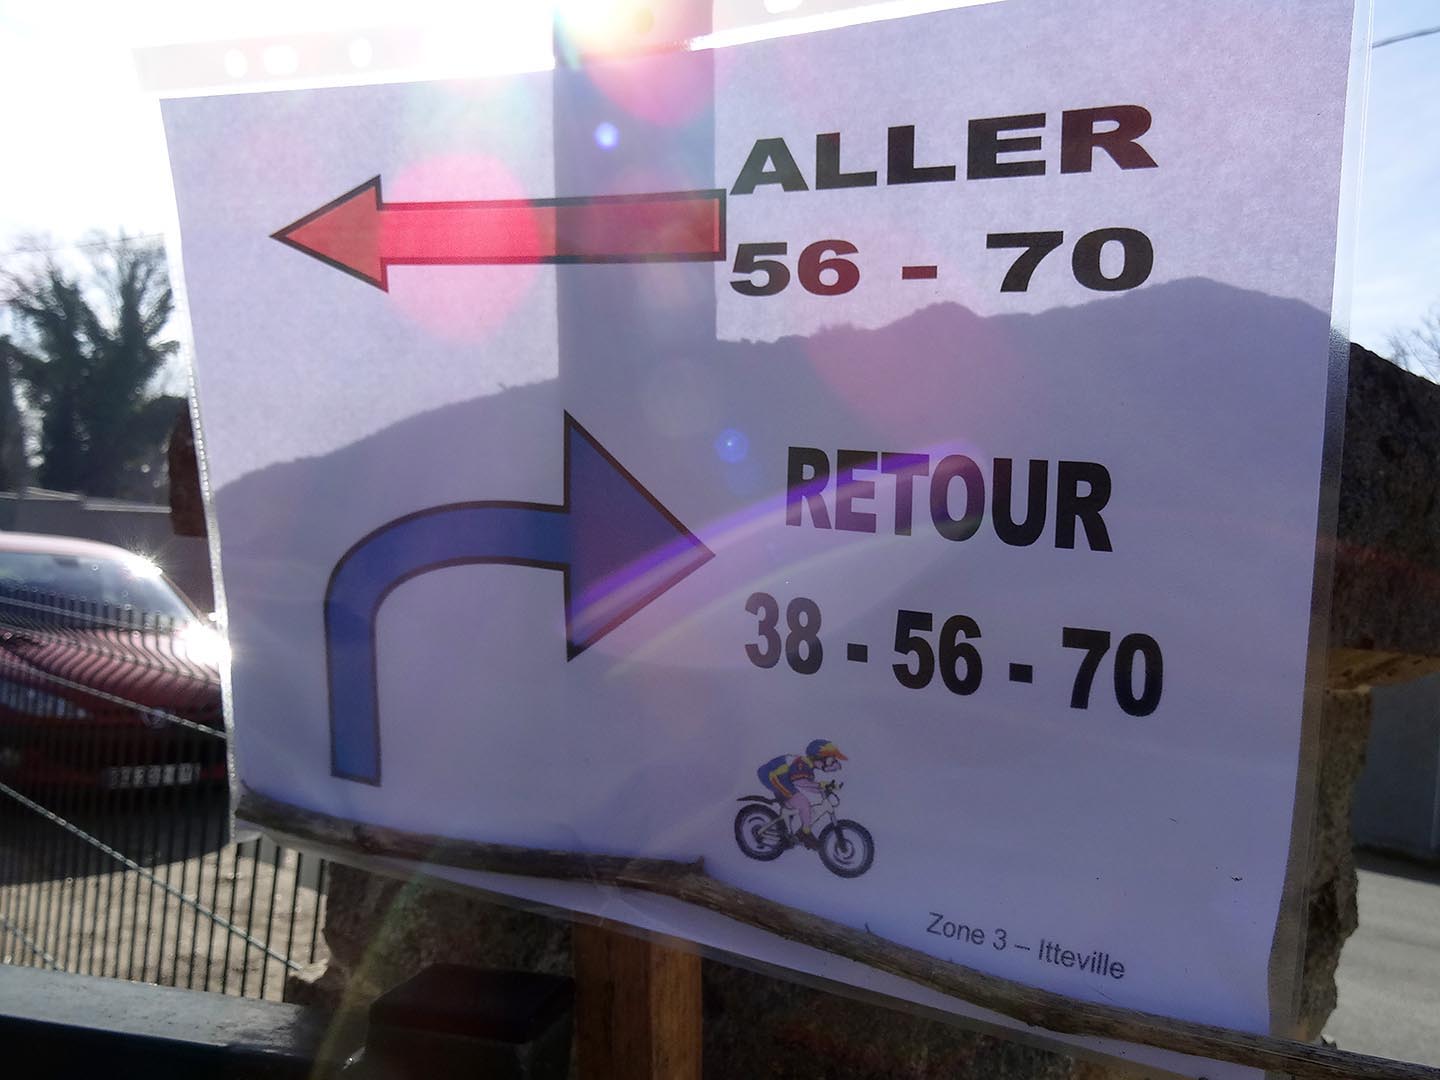 ALLER
56 - 70
RETOUR
38 - 56 - 70
Zone 3 – Itteville